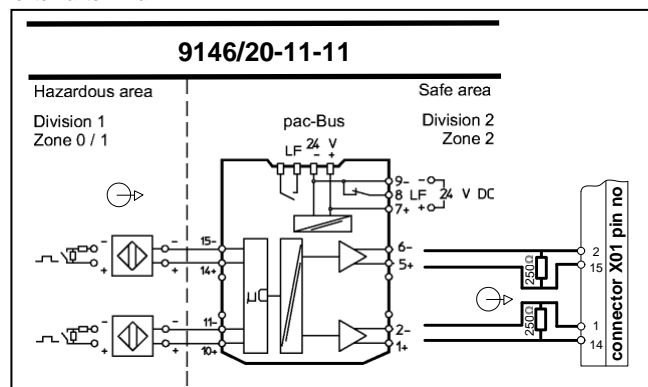 9146/20-11-11
Hazardous area
Safe area
Division 1
Zone 0 / 1
pac-Bus
Division 2
Zone 2
LF 24 V
- +
9-
8 LF
7+
- +
24 V DC
15-
14+
- +
- +
6-
5+
µ
11-
10+
- +
- +
2-
1+
250Ω
250Ω
2
15
1
14
connector X01 pin no